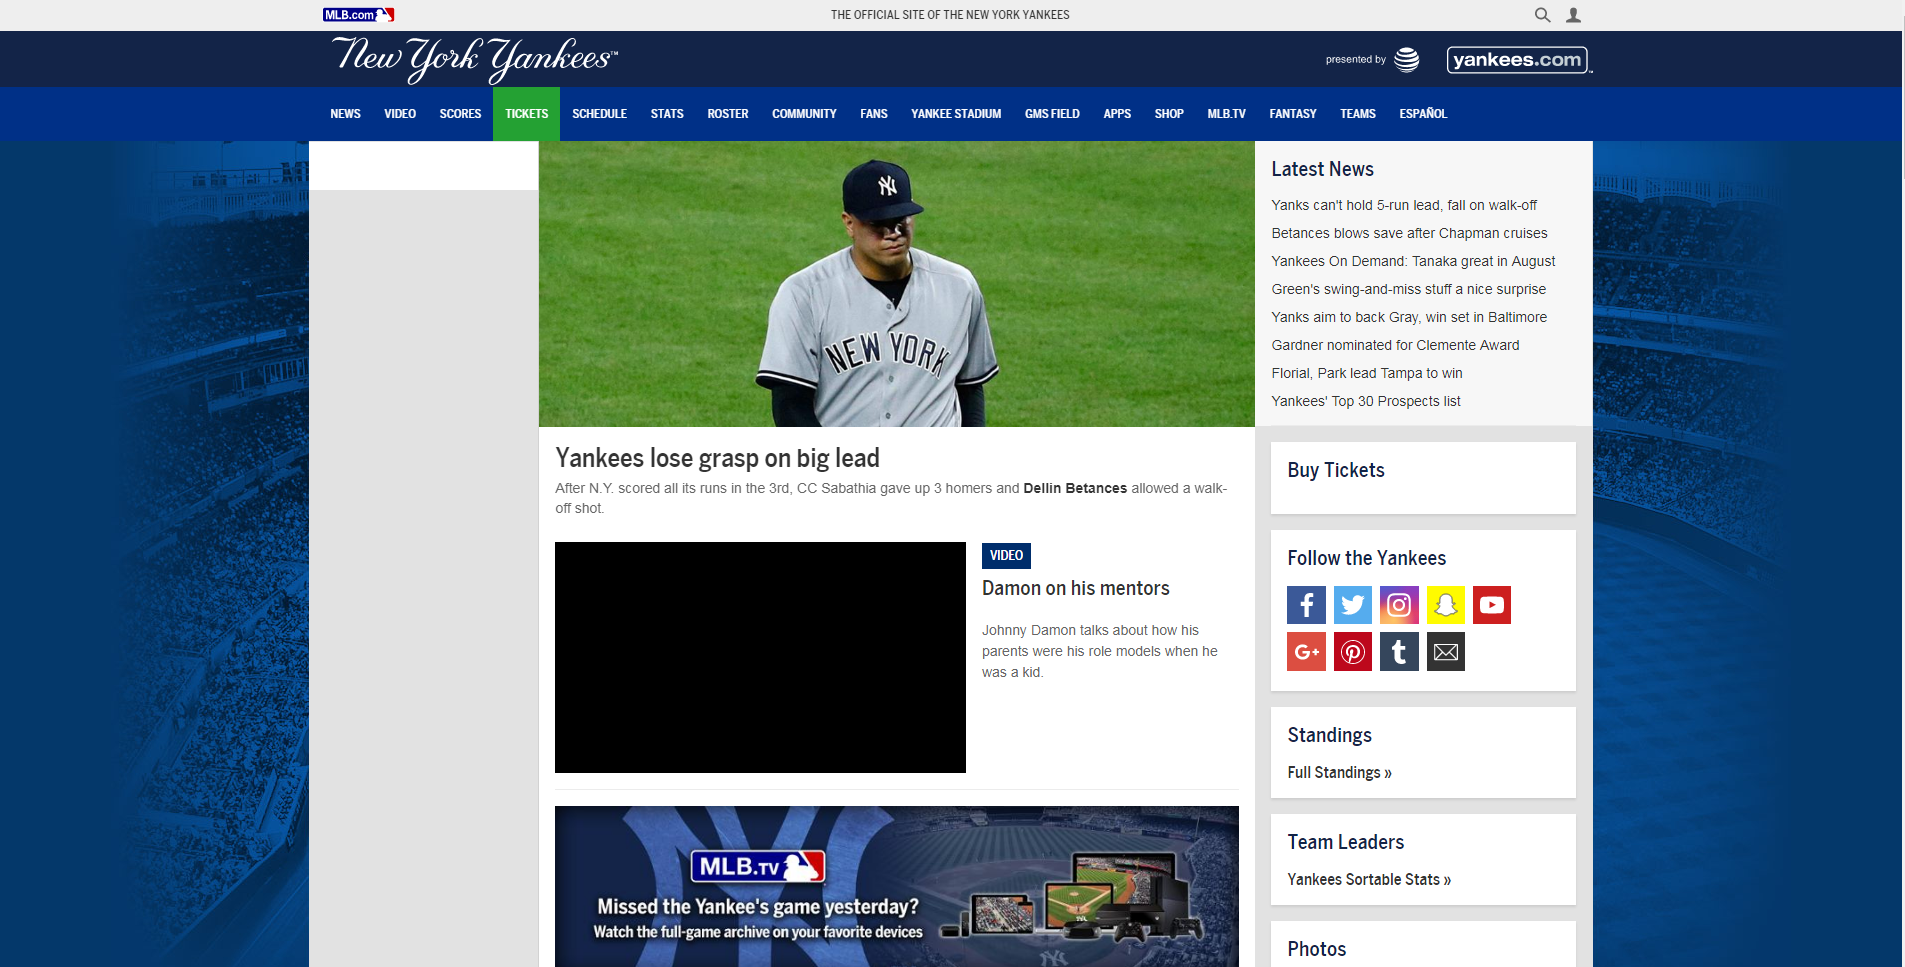 MLB.com
THE OFFICIAL SITE OF THE NEW YORK YANKEES
New York Yankees™
presented by
yankees.com
NEWS VIDEO SCORES TICKETS SCHEDULE STATS ROSTER COMMUNITY FANS YANKEE STADIUM GMS FIELD APPS SHOP MLB.TV FANTASY TEAMS ESPAÑOL
NY
NEW YORK
Yankees lose grasp on big lead
After N.Y. scored all its runs in the 3rd, CC Sabathia gave up 3 homers and Dellin Betances allowed a walk-
off shot.
VIDEO
Damon on his mentors
Johnny Damon talks about how his
parents were his role models when he
was a kid.
MLB.TV
Missed the Yankee's game yesterday?
Watch the full-game archive on your favorite devices
Latest News
Yanks can't hold 5-run lead, fall on walk-off
Betances blows save after Chapman cruises
Yankees On Demand: Tanaka great in August
Green's swing-and-miss stuff a nice surprise
Yanks aim to back Gray, win set in Baltimore
Gardner nominated for Clemente Award
Florial, Park lead Tampa to win
Yankees' Top 30 Prospects list
Buy Tickets
Follow the Yankees
Standings
Full Standings »
Team Leaders
Yankees Sortable Stats »
Photos